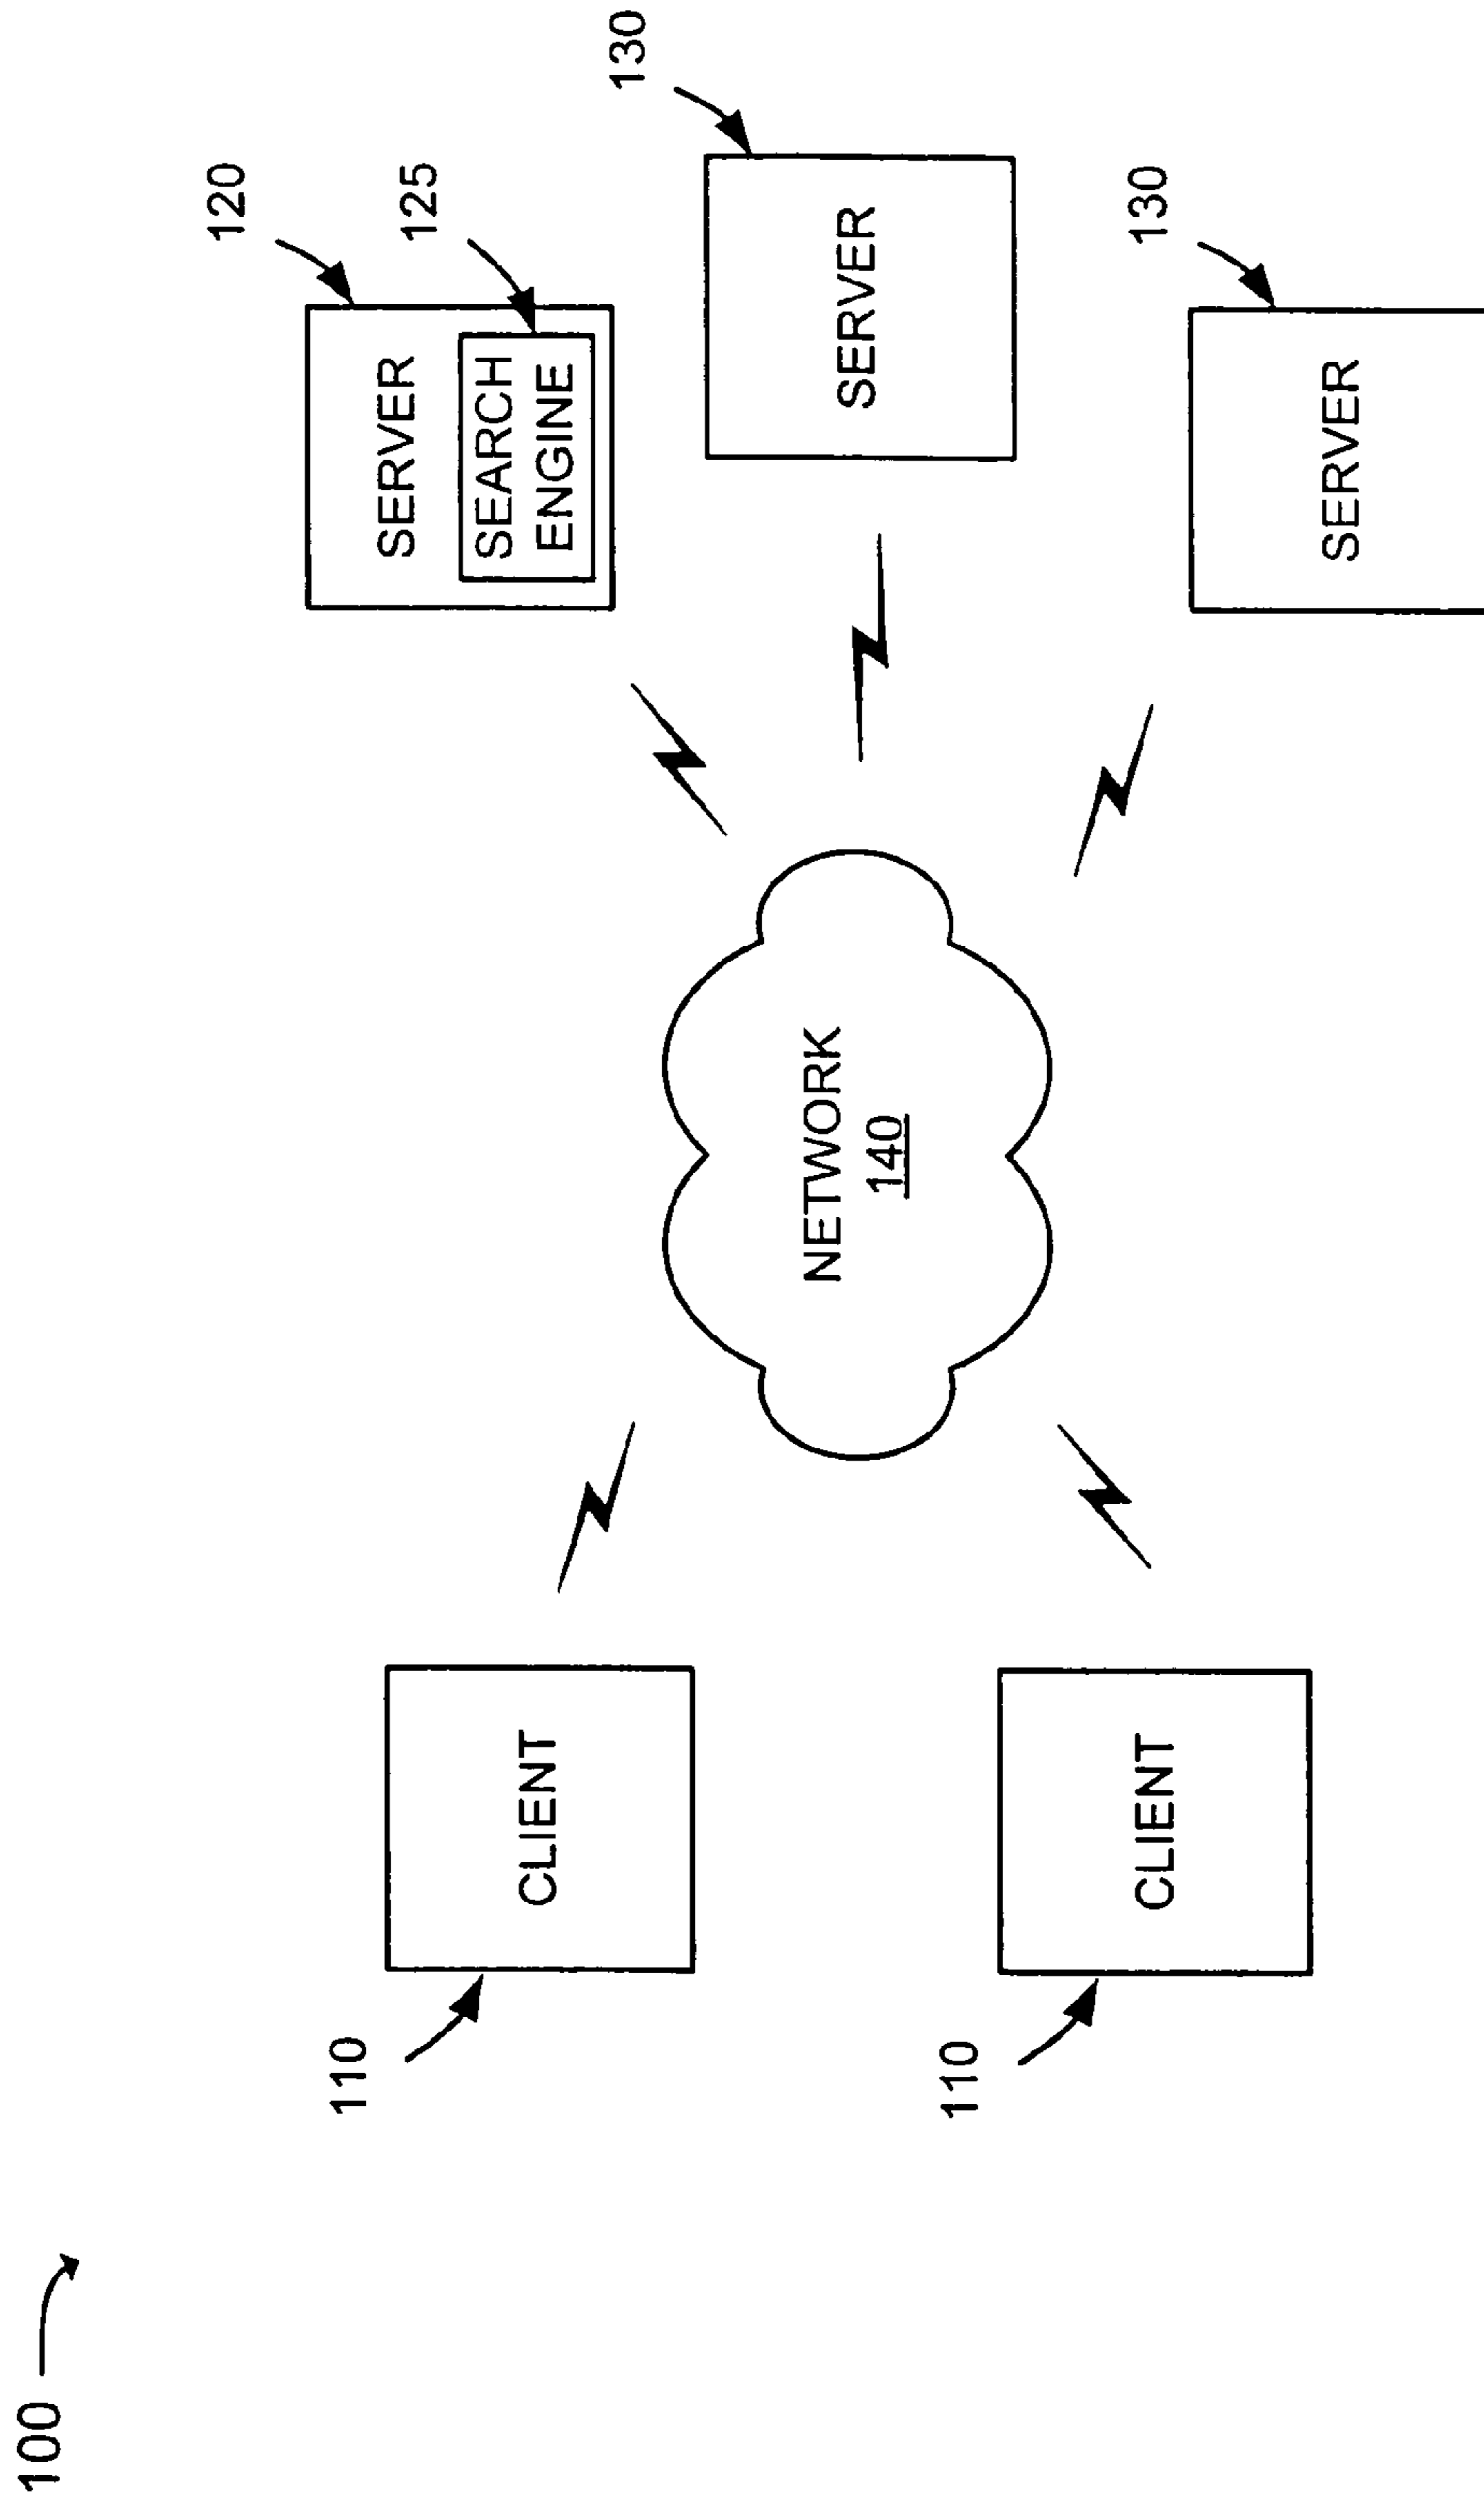 100
110
CLIENT
110
CLIENT
NETWORK
140
120
SERVER
125
SEARCH
ENGINE
130
SERVER
130
SERVER